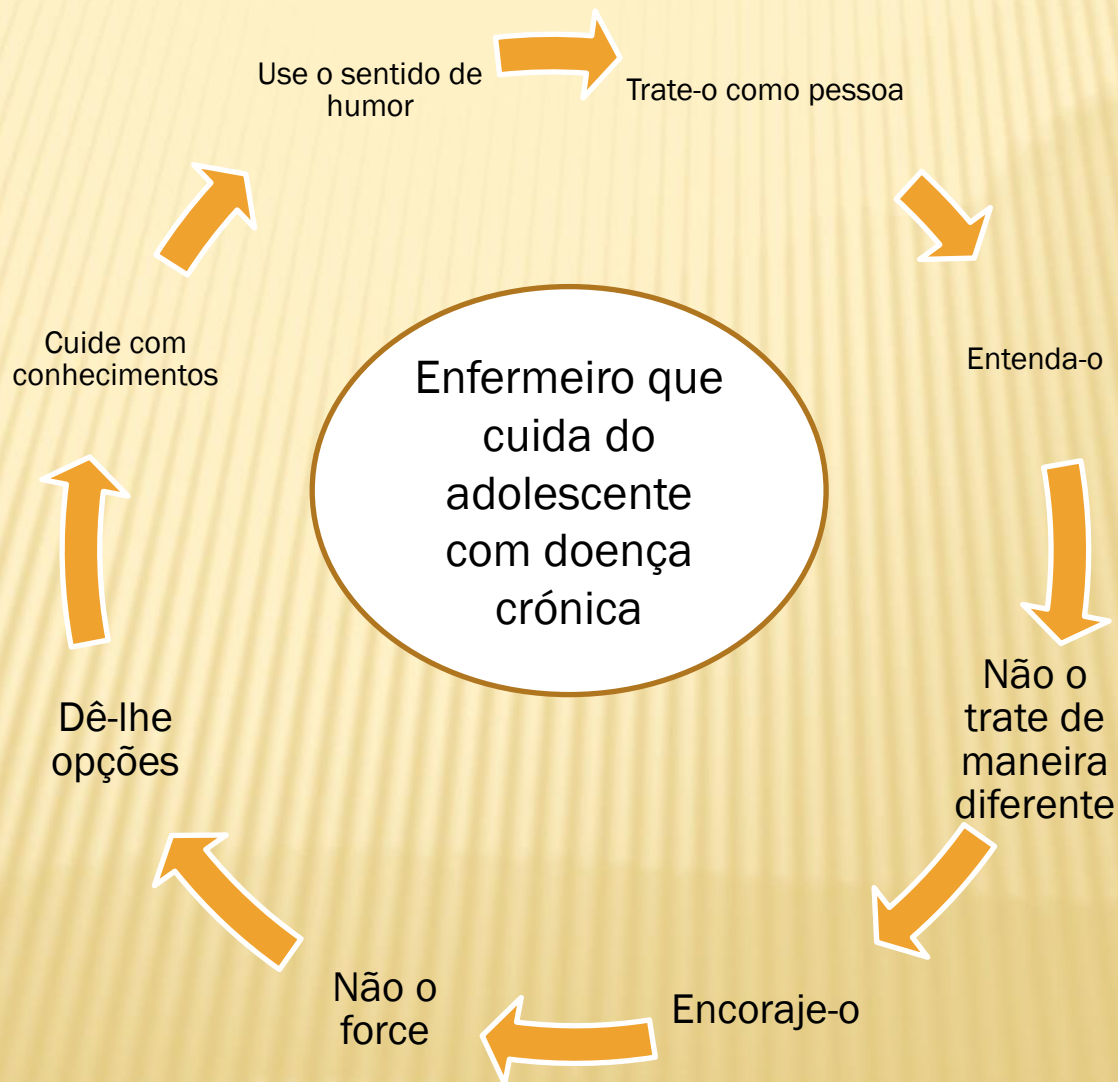 Use o sentido de
humor
Trate-o como pessoa
Entenda-o
Não o
trate de
maneira
diferente
Encoraje-o
Não o
force
Dê-lhe
opções
Cuide com
conhecimentos
Enfermeiro que
cuida do
adolescente
com doença
crónica